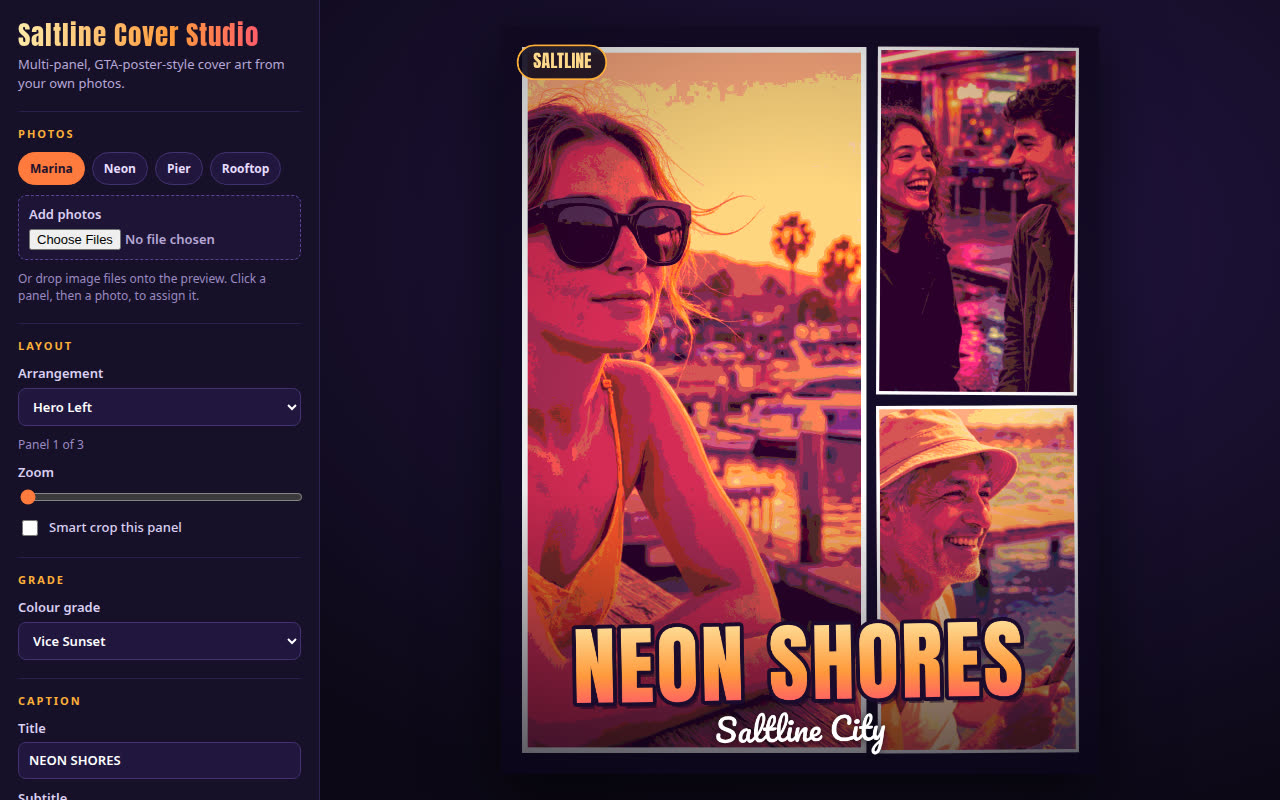 Saltline Cover Studio
Multi-panel, GTA-poster-style cover art from
your own photos.
PHOTOS
Marina
Neon
Pier
Rooftop
Add photos
Choose Files No file chosen
Or drop image files onto the preview. Click a
panel, then a photo, to assign it.
LAYOUT
Arrangement
Hero Left
Panel 1 of 3
Zoom
Smart crop this panel
GRADE
Colour grade
Vice Sunset
CAPTION
Title
NEON SHORES
Subtitle
SALTLINE
NEON SHORES
Saltline City